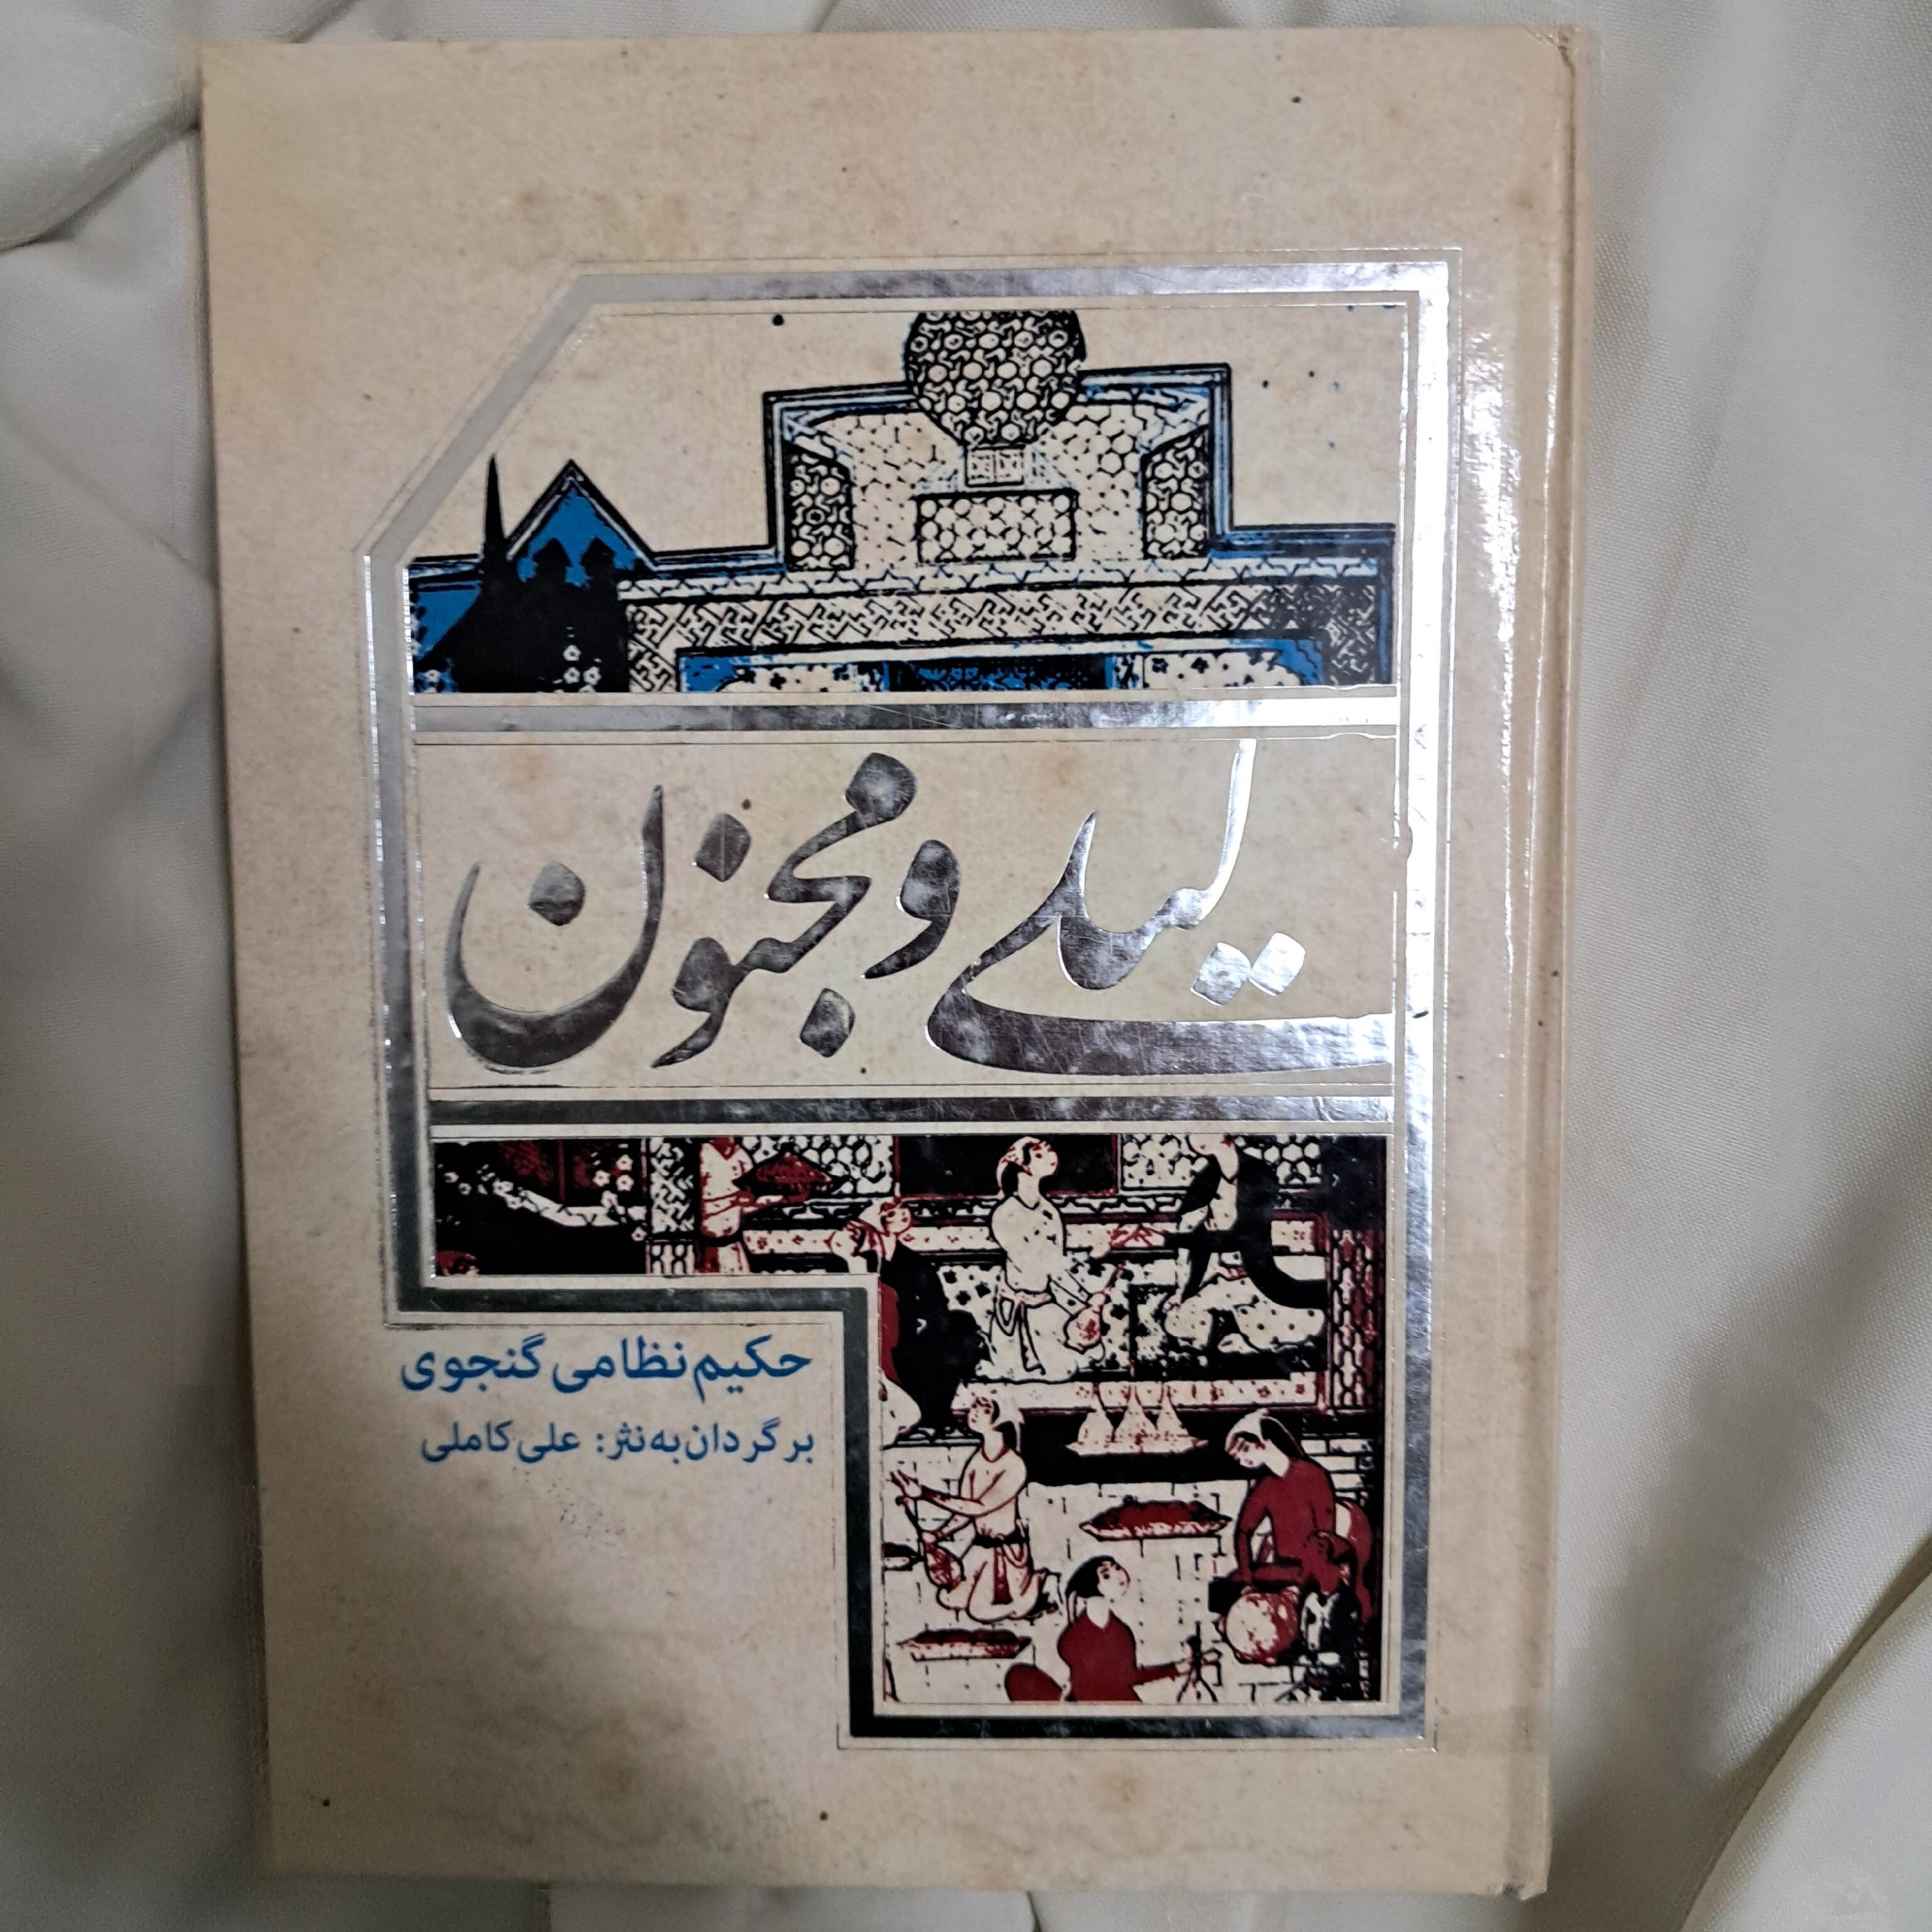 لیلی و مجنون
حکیم نظامی گنجوی
برگردان به نثر: علی کاملی